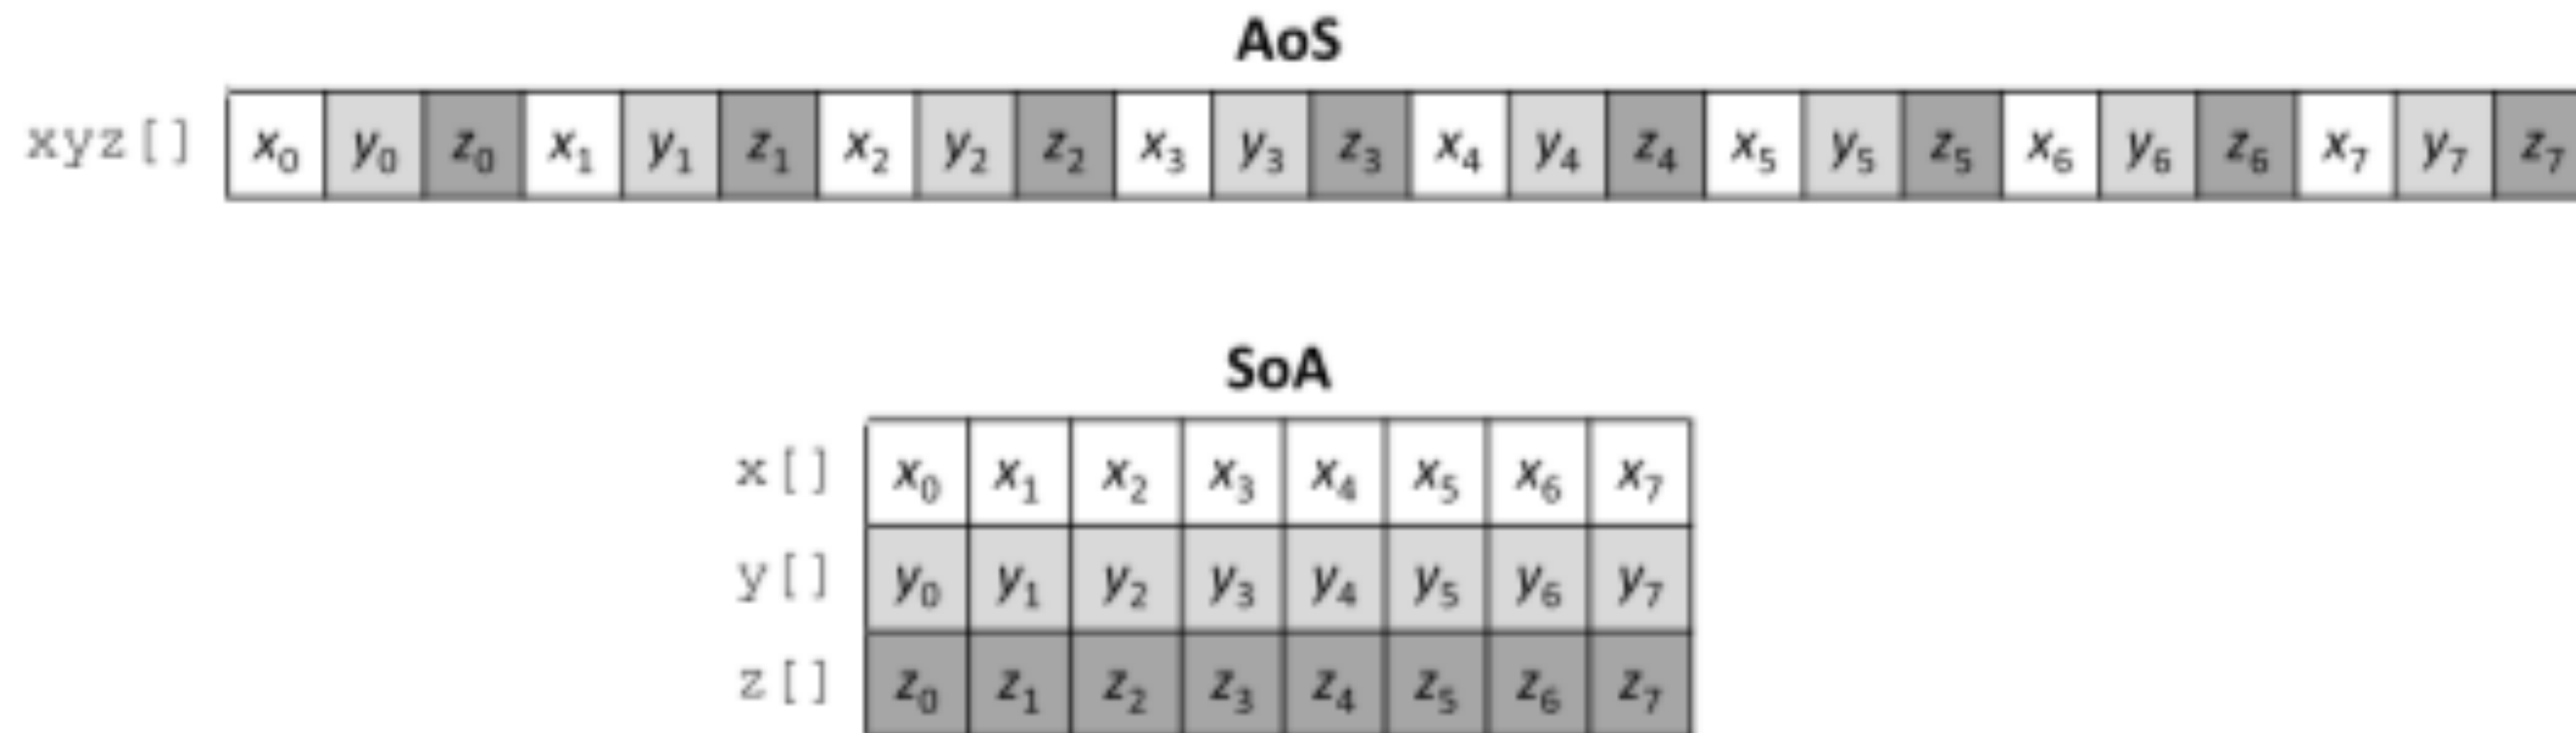 AoS
xyz[] x₀ y₀ z₀ x₁ y₁ z₁ x₂ y₂ z₂ x₃ y₃ z₃ x₄ y₄ z₄ x₅ y₅ z₅ x₆ y₆ z₆ x₇ y₇ z₇
SoA
x[] x₀ x₁ x₂ x₃ x₄ x₅ x₆ x₇
y[] y₀ y₁ y₂ y₃ y₄ y₅ y₆ y₇
z[] z₀ z₁ z₂ z₃ z₄ z₅ z₆ z₇